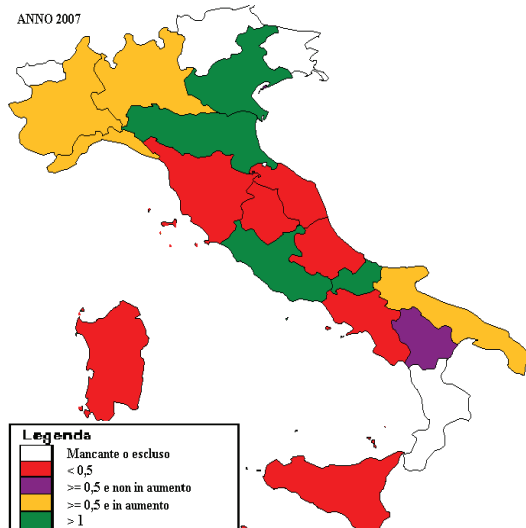 ANNO 2007
Legenda
Mancante o escluso
< 0,5
>= 0,5 e non in aumento
>= 0,5 e in aumento
> 1